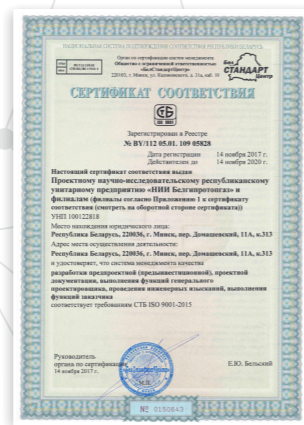 НАЦИОНАЛЬНАЯ СИСТЕМА ПОДТВЕРЖДЕНИЯ СООТВЕТСТВИЯ РЕСПУБЛИКИ БЕЛАРУСЬ
Орган по сертификации систем менеджмента
Общество с ограниченной ответственностью
«БелСтандартЦентр»
Бел
СТАНДАРТ
Центр
СЕРТИФИКАТ СООТВЕТСТВИЯ
Зарегистрирован в Реестре
№ BY/112 05.01. 109 05828
Дата регистрации 14 ноября 2017 г.
Действителен до 14 ноября 2020 г.
Настоящий сертификат соответствия выдан
Проектному научно-исследовательскому республиканскому
унитарному предприятию «НИИ Белгипротопгаз» и
филиалам (филиалы согласно Приложению 1 к сертификату
соответствия (смотреть на оборотной стороне сертификата))
УНП 100122818
Место нахождения юридического лица:
Республика Беларусь, 220036, г. Минск, пер. Домашевский, 11А, к.313
Адрес места осуществления деятельности:
Республика Беларусь, 220036, г. Минск, пер. Домашевский, 11А, к.313
и удостоверяет, что система менеджмента качества
разработки предпроектной (предынвестиционной), проектной
документации, выполнения функций генерального
проектировщика, проведения инженерных изысканий, выполнения
функций заказчика
соответствует требованиям СТБ ISO 9001-2015
Руководитель
органа по сертификации
14 ноября 2017 г.
Е.Ю. Бельский
М.П.
№ 0150843